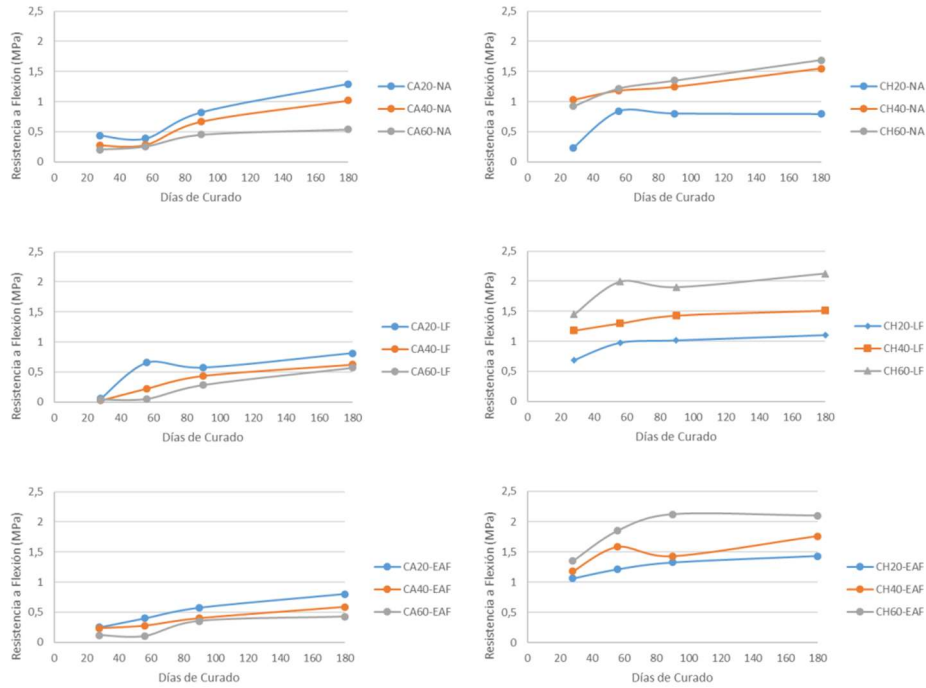 Resistencia a Flexión (MPa)
2,5
2
1,5
1
0,5
0
0 20 40 60 80 100 120 140 160 180
Días de Curado
CA20-NA
CA40-NA
CA60-NA
Resistencia a Flexión (MPa)
2,5
2
1,5
1
0,5
0
0 20 40 60 80 100 120 140 160 180
Días de Curado
CH20-NA
CH40-NA
CH60-NA
Resistencia a Flexión (MPa)
2,5
2
1,5
1
0,5
0
0 20 40 60 80 100 120 140 160 180
Días de Curado
CA20-LF
CA40-LF
CA60-LF
Resistencia a Flexión (MPa)
2,5
2
1,5
1
0,5
0
0 20 40 60 80 100 120 140 160 180
Días de Curado
CH20-LF
CH40-LF
CH60-LF
Resistencia a Flexión (MPa)
2,5
2
1,5
1
0,5
0
0 20 40 60 80 100 120 140 160 180
Días de Curado
CA20-EAF
CA40-EAF
CA60-EAF
Resistencia a Flexión (MPa)
2,5
2
1,5
1
0,5
0
0 20 40 60 80 100 120 140 160 180
Días de Curado
CH20-EAF
CH40-EAF
CH60-EAF